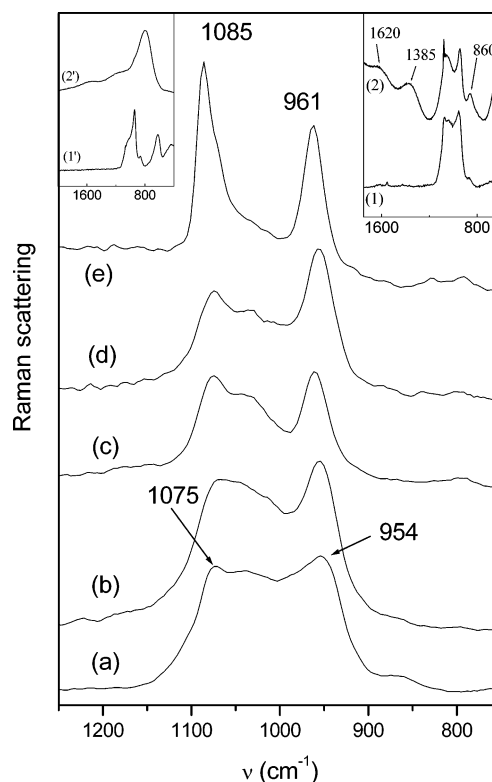 1085
961
(2')
(1')
1600 800
1620
1385
860
(2)
(1)
1600 800
(e)
(d)
(c)
(b)
(a)
1075
954
Raman scattering
1200 1100 1000 900 800
ν (cm⁻¹)